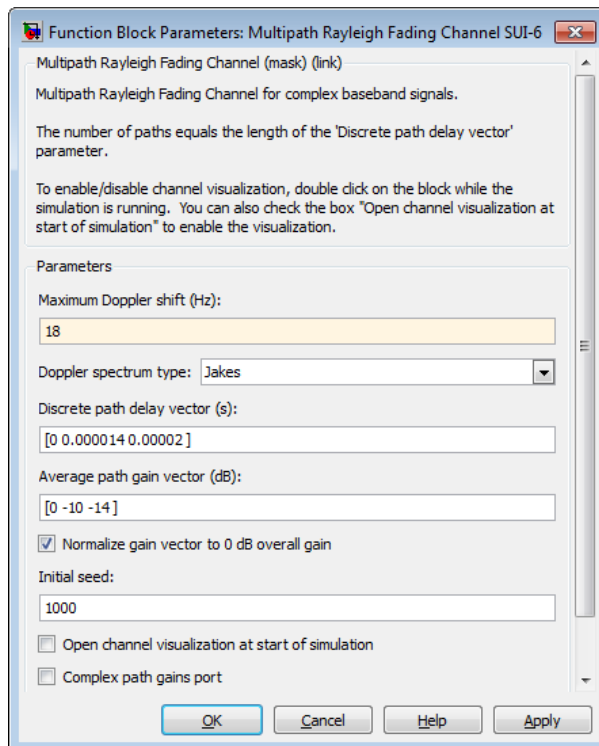 Function Block Parameters: Multipath Rayleigh Fading Channel SUI-6
Multipath Rayleigh Fading Channel (mask) (link)
Multipath Rayleigh Fading Channel for complex baseband signals.
The number of paths equals the length of the 'Discrete path delay vector'
parameter.
To enable/disable channel visualization, double click on the block while the
simulation is running. You can also check the box "Open channel visualization at
start of simulation" to enable the visualization.
Parameters
Maximum Doppler shift (Hz):
18
Doppler spectrum type: Jakes
Discrete path delay vector (s):
[0 0.000014 0.00002 ]
Average path gain vector (dB):
[0 -10 -14 ]
Normalize gain vector to 0 dB overall gain
Initial seed:
1000
Open channel visualization at start of simulation
Complex path gains port
OK Cancel Help Apply